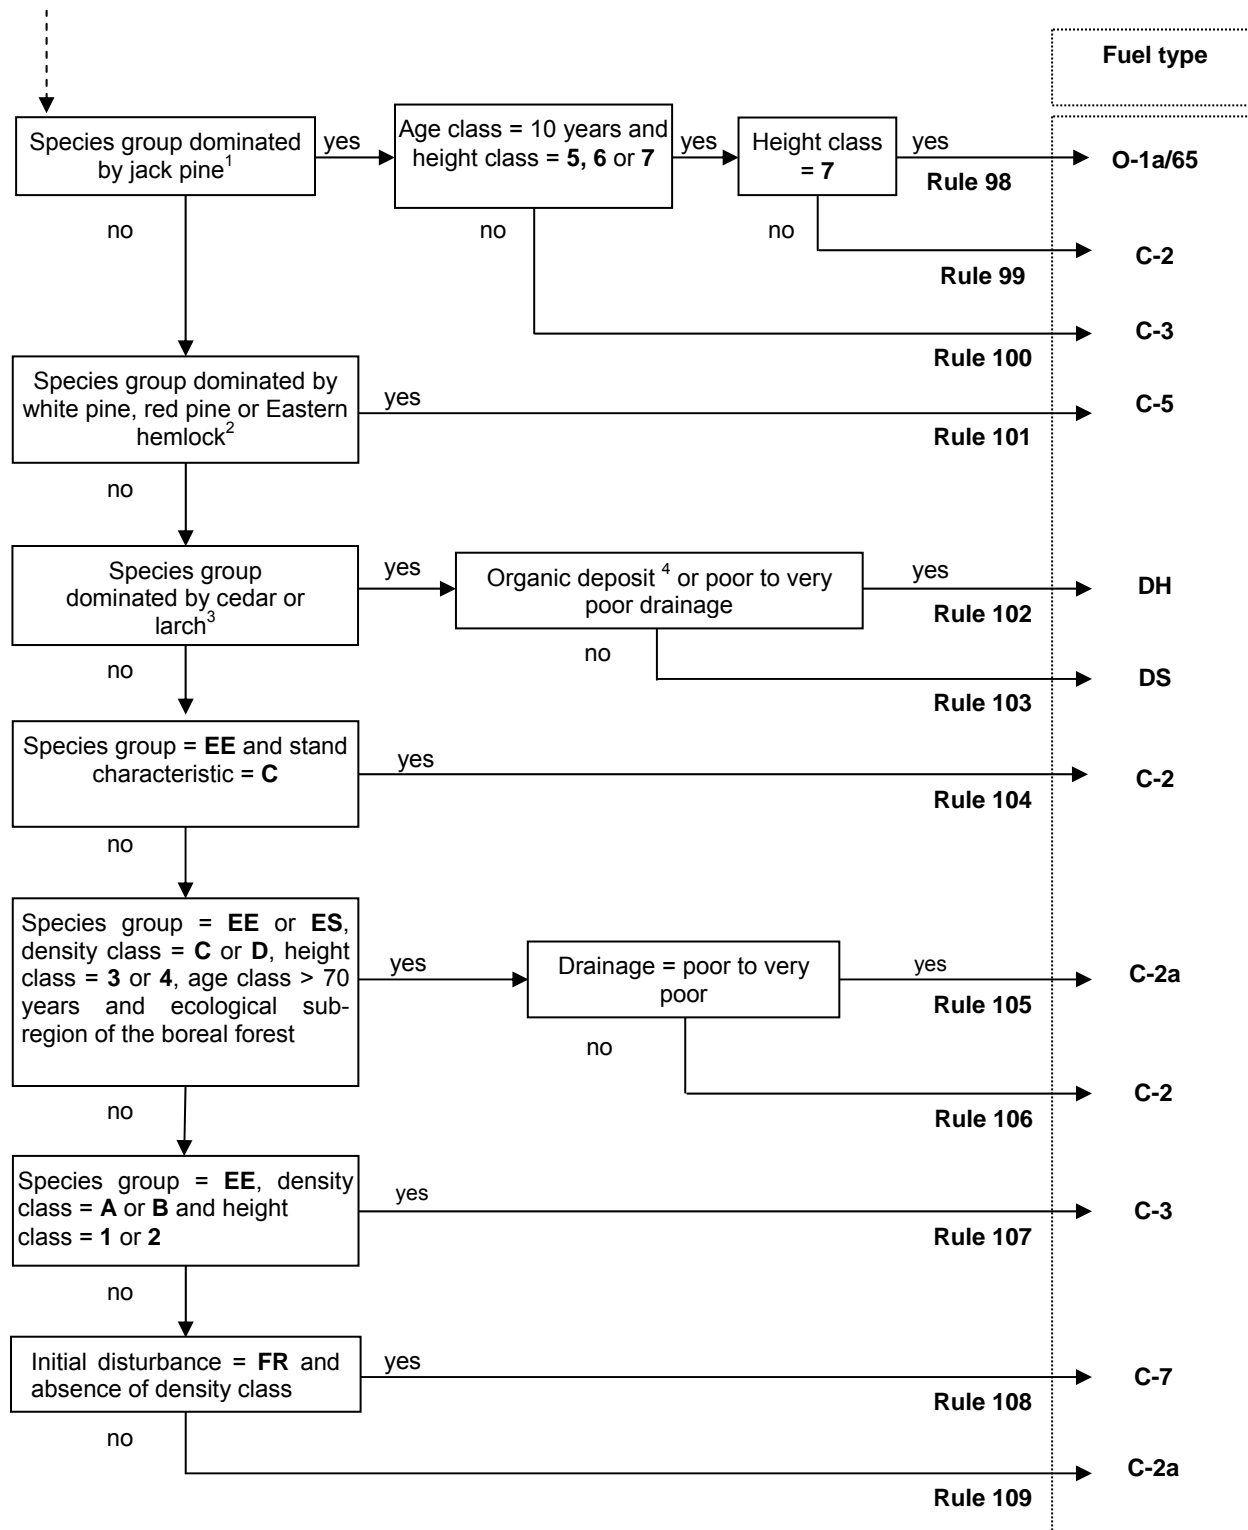 Fuel type
Species group dominated
by jack pine1
yes
Age class = 10 years and
height class = 5, 6 or 7
yes
Height class
= 7
yes
Rule 98
O-1a/65
no
no
no
Rule 99
C-2
Rule 100
C-3
Species group dominated by
white pine, red pine or Eastern
hemlock2
yes
Rule 101
C-5
no
Species group
dominated by cedar or
larch3
yes
Organic deposit 4 or poor to very
poor drainage
yes
Rule 102
DH
no
no
Rule 103
DS
Species group = EE and stand
characteristic = C
yes
Rule 104
C-2
no
Species group = EE or ES,
density class = C or D, height
class = 3 or 4, age class > 70
years and ecological sub-
region of the boreal forest
yes
Drainage = poor to very
poor
yes
Rule 105
C-2a
no
no
Rule 106
C-2
Species group = EE, density
class = A or B and height
class = 1 or 2
yes
Rule 107
C-3
no
Initial disturbance = FR and
absence of density class
yes
Rule 108
C-7
no
Rule 109
C-2a